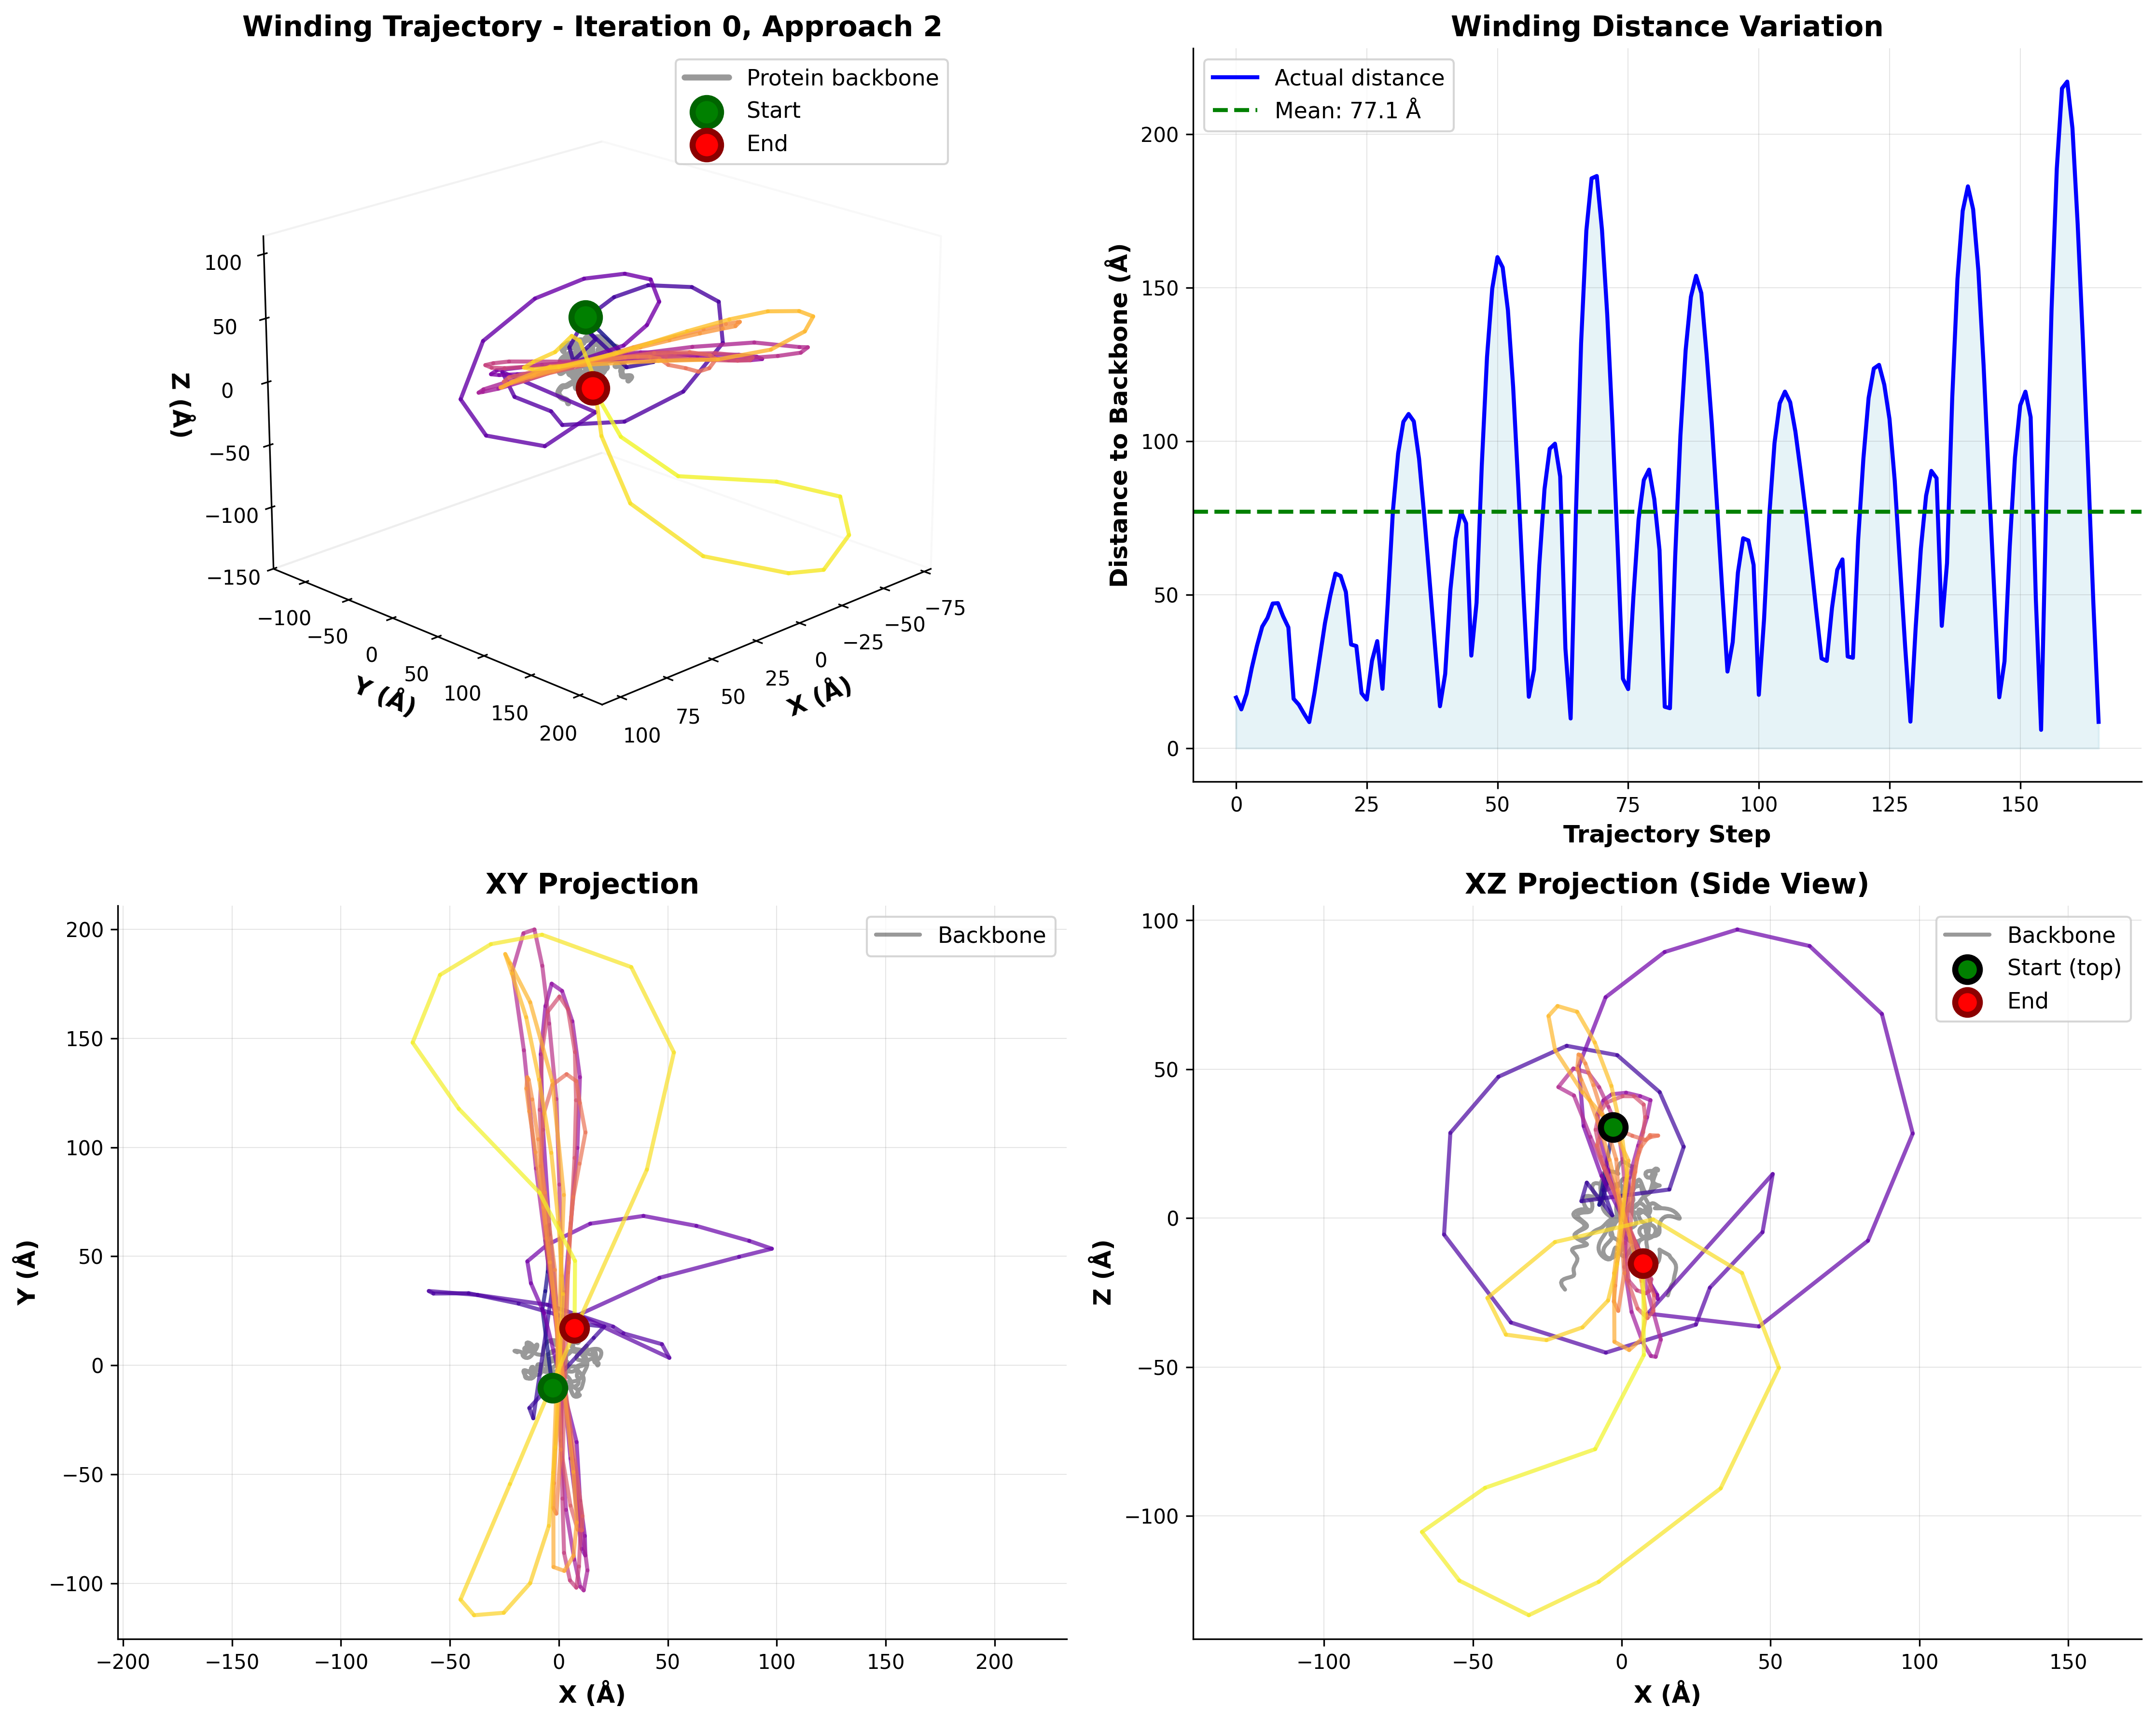 Winding Trajectory - Iteration 0, Approach 2
Protein backbone
Start
End
100
50
0
−50
−100
−150
Z (Å)
−100
−50
0
50
100
150
200
Y (Å)
100
75
50
25
0
−25
−50
−75
X (Å)
Winding Distance Variation
Actual distance
Mean: 77.1 Å
200
150
100
50
0
Distance to Backbone (Å)
0
25
50
75
100
125
150
Trajectory Step
XY Projection
Backbone
200
150
100
50
0
−50
−100
Y (Å)
−200
−150
−100
−50
0
50
100
150
200
X (Å)
XZ Projection (Side View)
Backbone
Start (top)
End
100
50
0
−50
−100
Z (Å)
−100
−50
0
50
100
150
X (Å)